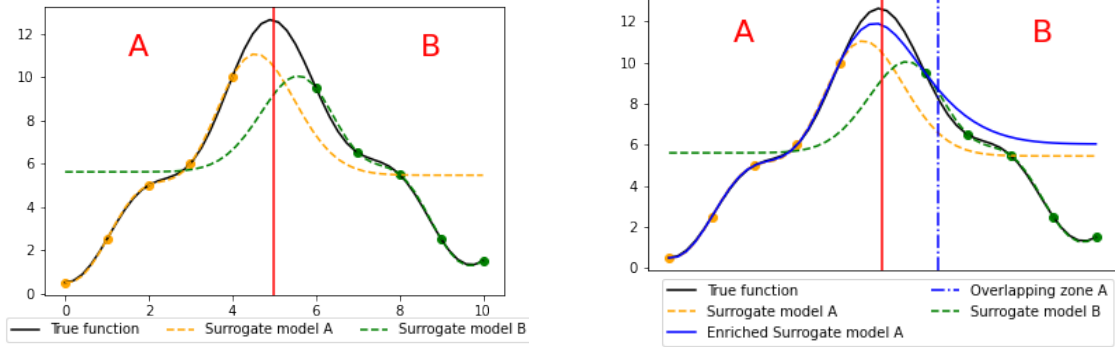 A
B
12
10
8
6
4
2
0
0 2 4 6 8 10
True function Surrogate model A Surrogate model B
A
B
12
10
8
6
4
2
0
True function
Surrogate model A
Enriched Surrogate model A
Overlapping zone A
Surrogate model B